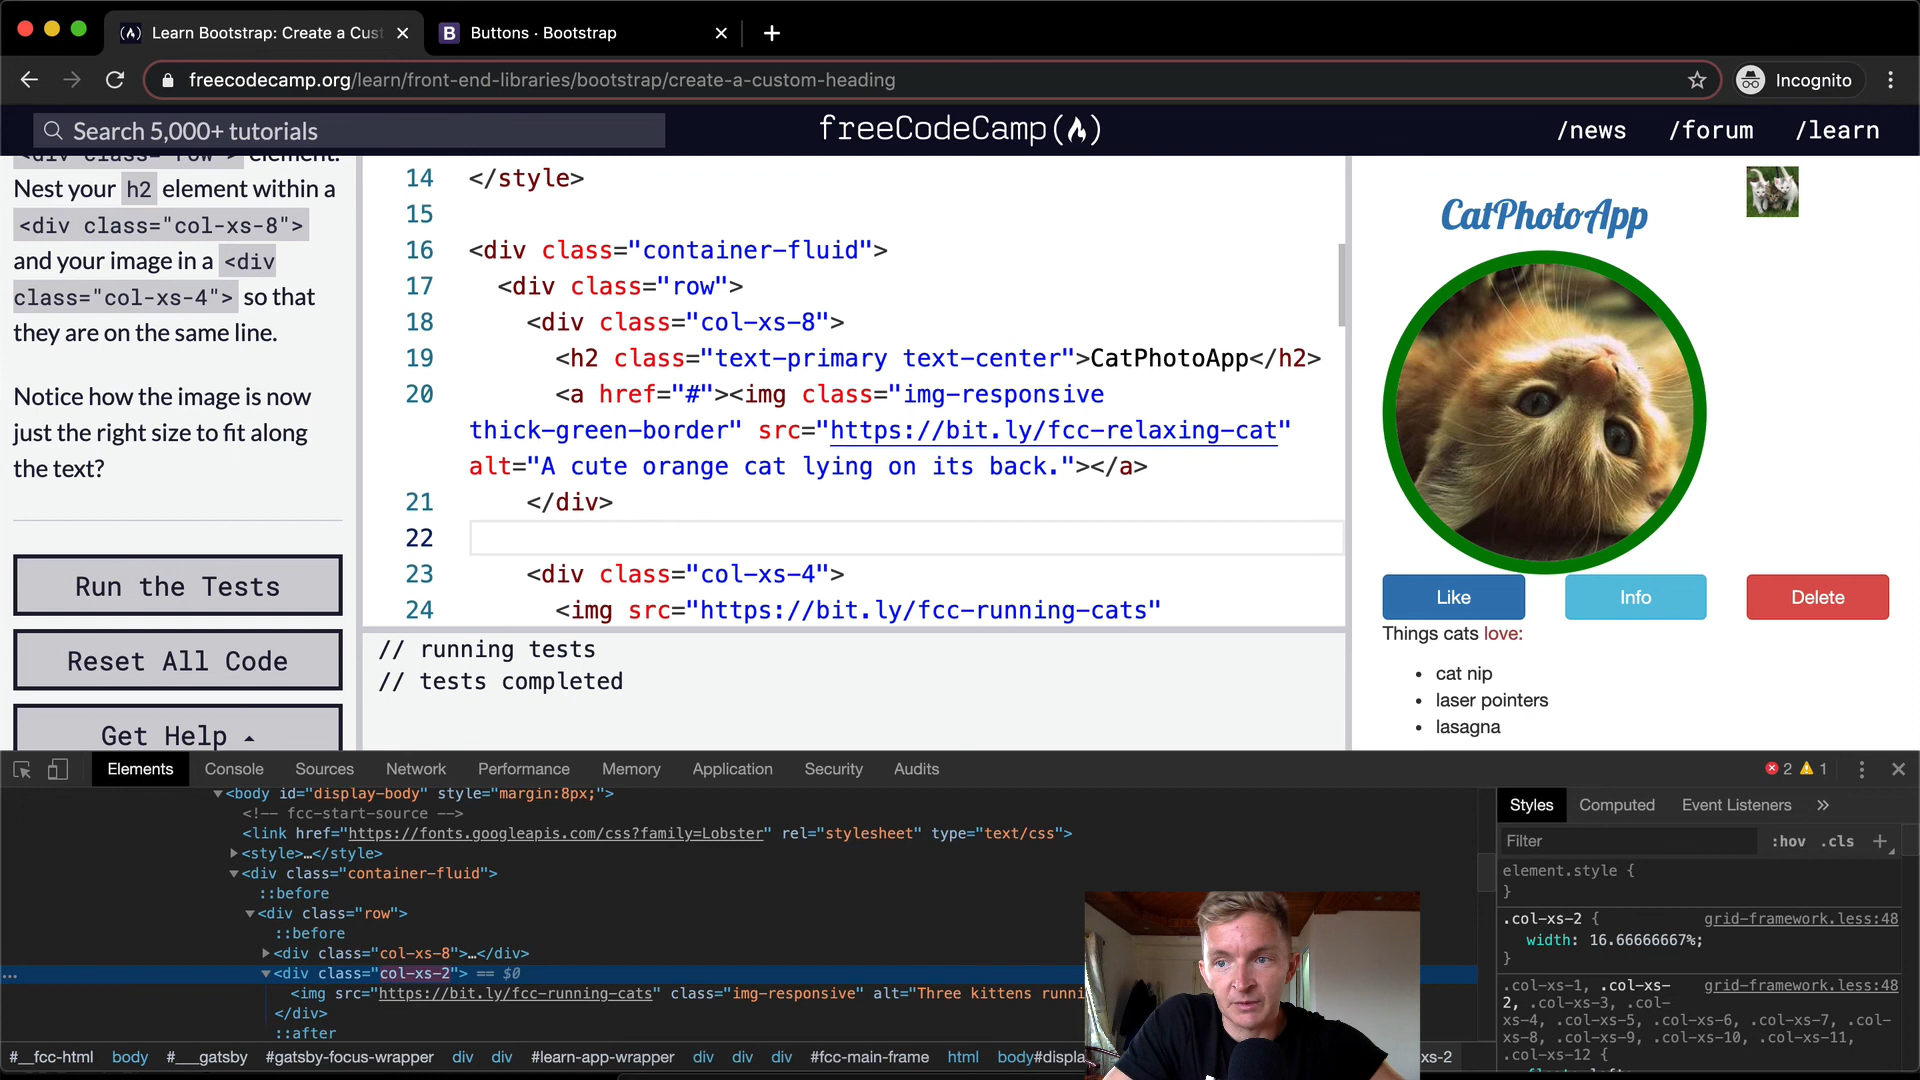 Learn Bootstrap: Create a Cus
Buttons · Bootstrap
freecodecamp.org/learn/front-end-libraries/bootstrap/create-a-custom-heading
Incognito
Search 5,000+ tutorials
freeCodeCamp
/news
/forum
/learn
<div class="row"> element.
Nest your h2 element within a
<div class="col-xs-8">
and your image in a <div
class="col-xs-4"> so that
they are on the same line.
Notice how the image is now
just the right size to fit along
the text?
Run the Tests
Reset All Code
Get Help
14 </style>
15
16 <div class="container-fluid">
17 <div class="row">
18 <div class="col-xs-8">
19 <h2 class="text-primary text-center">CatPhotoApp</h2>
20 <a href="#"><img class="img-responsive
thick-green-border" src="https://bit.ly/fcc-relaxing-cat"
alt="A cute orange cat lying on its back."></a>
21 </div>
22
23 <div class="col-xs-4">
24 <img src="https://bit.ly/fcc-running-cats"
// running tests
// tests completed
CatPhotoApp
Like
Info
Delete
Things cats love:
• cat nip
• laser pointers
• lasagna
Elements
Console
Sources
Network
Performance
Memory
Application
Security
Audits
2
1
<body id="display-body" style="margin:8px;">
<!-- fcc-start-source -->
<link href="https://fonts.googleapis.com/css?family=Lobster" rel="stylesheet" type="text/css">
<style>…</style>
<div class="container-fluid">
::before
<div class="row">
::before
<div class="col-xs-8">…</div>
… <div class="col-xs-2"> == $0
<img src="https://bit.ly/fcc-running-cats" class="img-responsive" alt="Three kittens runni
</div>
::after
#__fcc-html
body
#___gatsby
#gatsby-focus-wrapper
div
div
#learn-app-wrapper
div
div
div
#fcc-main-frame
html
body#displa
xs-2
Styles
Computed
Event Listeners
Filter
:hov
.cls
element.style {
}
.col-xs-2 {
grid-framework.less:48
width: 16.66666667%;
}
.col-xs-1, .col-xs-
grid-framework.less:48
2, .col-xs-3, .col-
xs-4, .col-xs-5, .col-xs-6, .col-xs-7, .col-
xs-8, .col-xs-9, .col-xs-10, .col-xs-11,
.col-xs-12 {